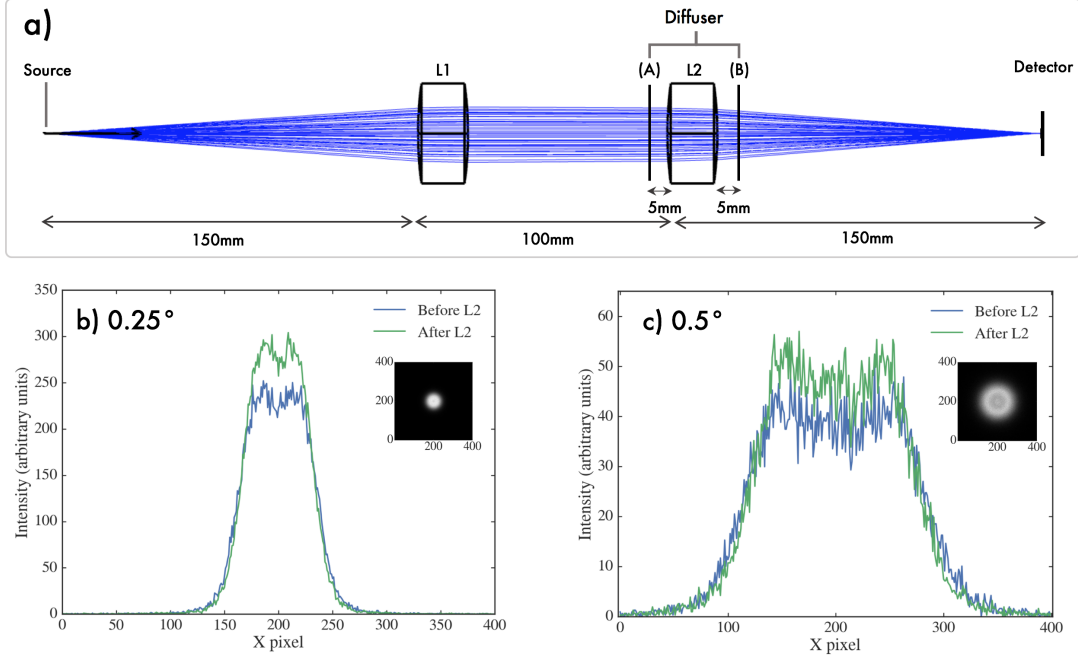 a)
Diffuser
Source
L1
(A)
L2
(B)
Detector
5mm
5mm
150mm
100mm
150mm
b) 0.25°
Before L2
After L2
Intensity (arbitrary units)
350
300
250
200
150
100
50
0
0 50 100 150 200 250 300 350 400
X pixel
400
200
0
200 400
c) 0.5°
Before L2
After L2
Intensity (arbitrary units)
60
50
40
30
20
10
0
0 100 200 300 400
X pixel
400
200
0
200 400